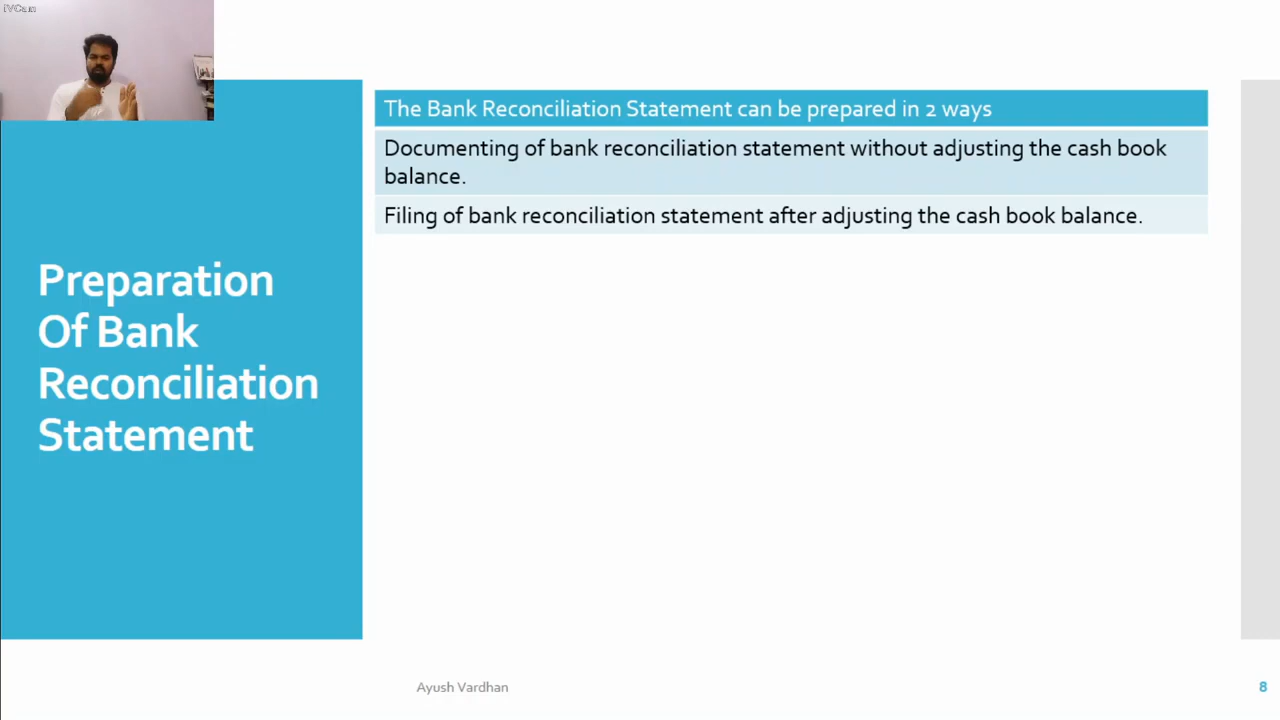 iVCam
The Bank Reconciliation Statement can be prepared in 2 ways
Documenting of bank reconciliation statement without adjusting the cash book
balance.
Filing of bank reconciliation statement after adjusting the cash book balance.
Preparation
Of Bank
Reconciliation
Statement
Ayush Vardhan
8